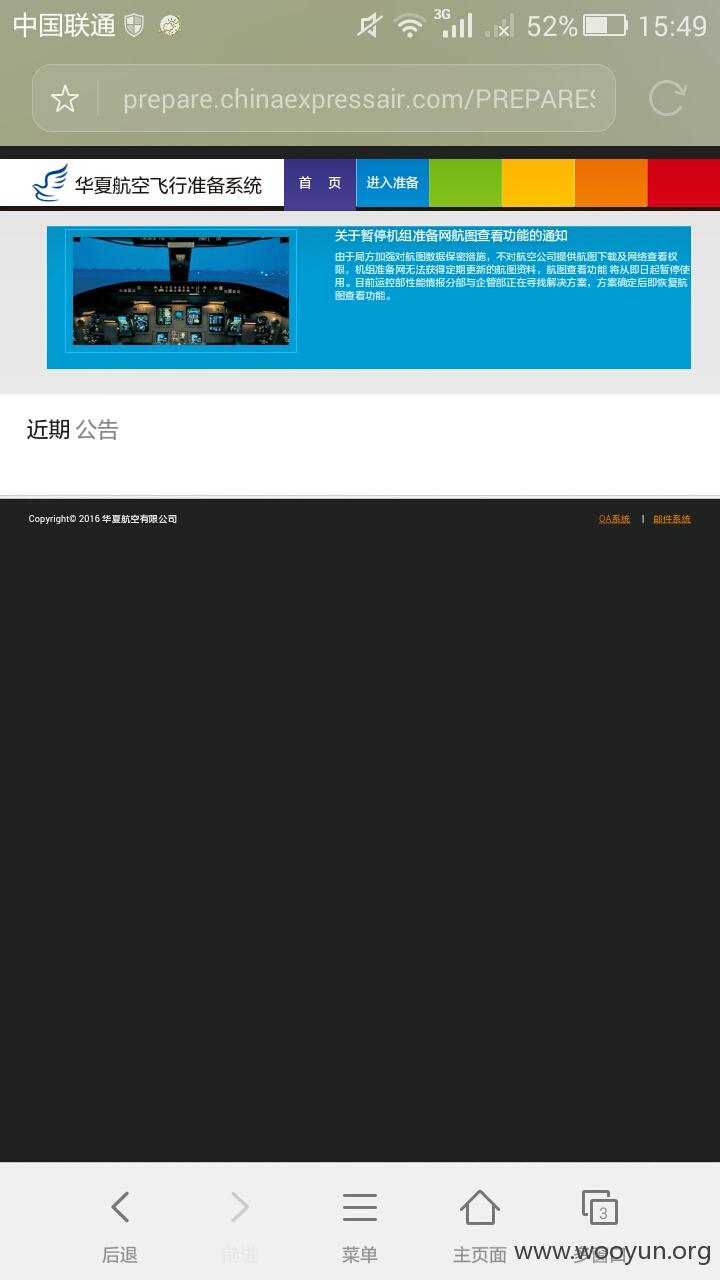 中国联通 3G 52% 15:49
prepare.chinaexpressair.com/PREPARES
华夏航空飞行准备系统 首 页 进入准备
关于暂停机组准备网航图查看功能的通知
由于局方加强对航图数据保密措施，不对航空公司提供航图下载及网络查看权
限，机组准备网无法获得定期更新的航图资料，航图查看功能 将从即日起暂停使
用。目前运控部性能情报分部与企管部正在寻找解决方案，方案确定后即恢复航
图查看功能。
近期 公告
Copyright© 2016 华夏航空有限公司 OA系统 | 邮件系统
3
后退 前进 菜单 主页面 多窗口
www.wooyun.org